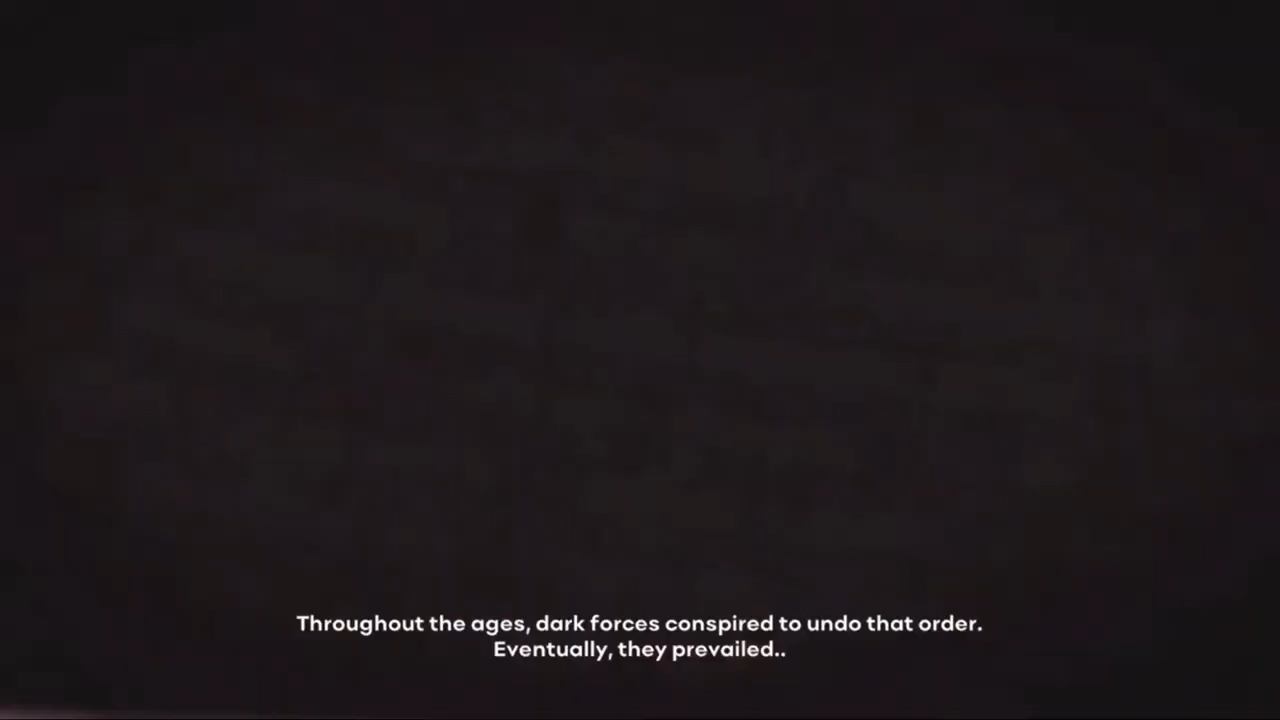 Throughout the ages, dark forces conspired to undo that order.
Eventually, they prevailed..